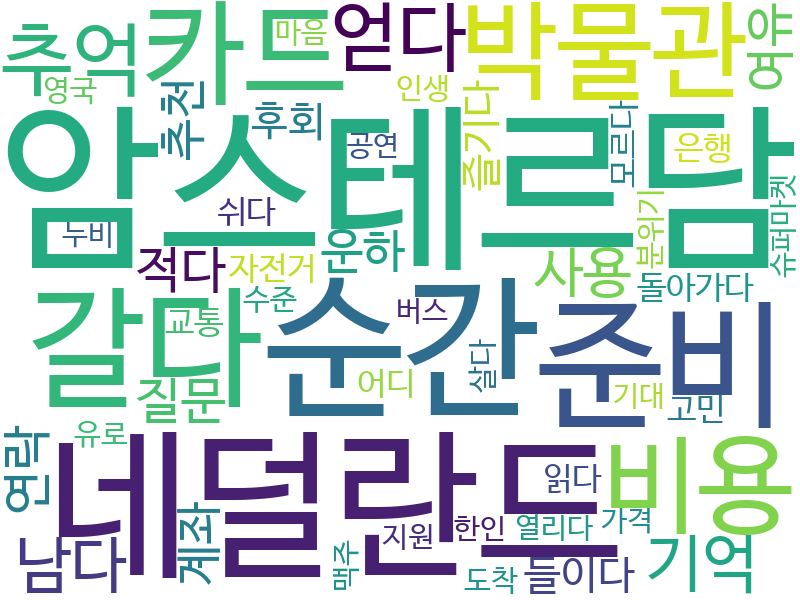 추억
카드
마음
얻다
박물관
여유
영국
추천
후회
인생
즐기다
공연
모르다
은행
암스테르담
누비
쉬다
운하
분위기
슈퍼마켓
적다
자전거
사용
돌아가다
갈다
수준
순간
버스
준비
교통
어디
살다
기대
고민
질문
유로
연락
네덜란드
읽다
비용
계좌
지원
한인
열리다
가격
남다
맥주
도착
들이다
기억